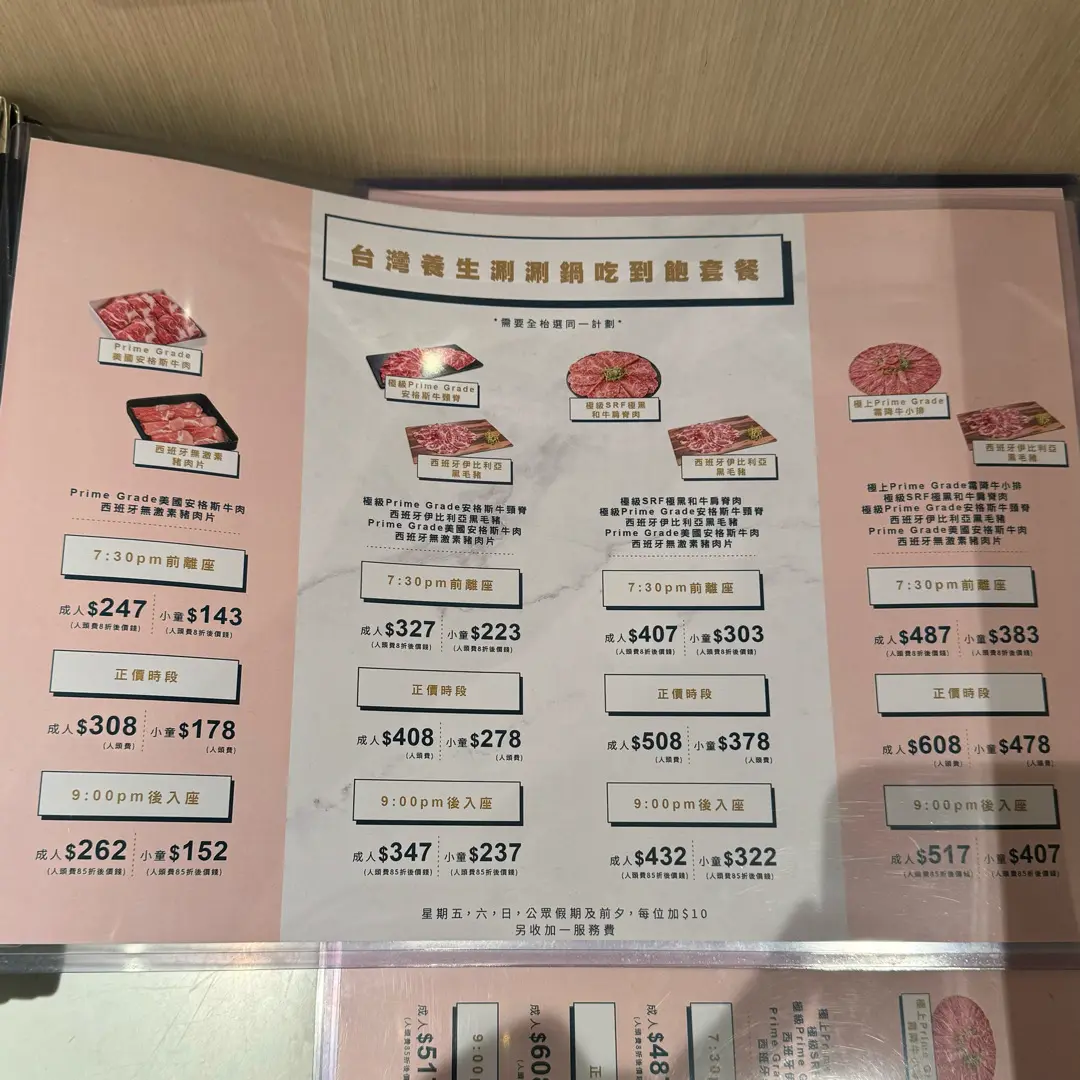 台灣養生涮涮鍋吃到飽套餐
*需要全枱選同一計劃*
Prime Grade
美國安格斯牛肉
西班牙無激素
豬肉片
Prime Grade美國安格斯牛肉
西班牙無激素豬肉片
7:30pm前離座
成人$247 小童$143
(人頭費8折後價錢) (人頭費8折後價錢)
正價時段
成人$308 小童$178
(人頭費) (人頭費)
9:00pm後入座
成人$262 小童$152
(人頭費85折後價錢) (人頭費85折後價錢)
極級Prime Grade
安格斯牛頸脊
西班牙伊比利亞
黑毛豬
極級Prime Grade安格斯牛頸脊
西班牙伊比利亞黑毛豬
Prime Grade美國安格斯牛肉
西班牙無激素豬肉片
7:30pm前離座
成人$327 小童$223
(人頭費8折後價錢) (人頭費8折後價錢)
正價時段
成人$408 小童$278
(人頭費) (人頭費)
9:00pm後入座
成人$347 小童$237
(人頭費85折後價錢) (人頭費85折後價錢)
極級SRF極黑
和牛肩脊肉
西班牙伊比利亞
黑毛豬
極級SRF極黑和牛肩脊肉
極級Prime Grade安格斯牛頸脊
西班牙伊比利亞黑毛豬
Prime Grade美國安格斯牛肉
西班牙無激素豬肉片
7:30pm前離座
成人$407 小童$303
(人頭費8折後價錢) (人頭費8折後價錢)
正價時段
成人$508 小童$378
(人頭費) (人頭費)
9:00pm後入座
成人$432 小童$322
(人頭費85折後價錢) (人頭費85折後價錢)
極上Prime Grade
霜降牛小排
西班牙伊比利亞
黑毛豬
極上Prime Grade霜降牛小排
極級SRF極黑和牛肩脊肉
極級Prime Grade安格斯牛頸脊
西班牙伊比利亞黑毛豬
Prime Grade美國安格斯牛肉
西班牙無激素豬肉片
7:30pm前離座
成人$487 小童$383
(人頭費8折後價錢) (人頭費8折後價錢)
正價時段
成人$608 小童$478
(人頭費) (人頭費)
9:00pm後入座
成人$517 小童$407
(人頭費85折後價錢) (人頭費85折後價錢)
星期五，六，日，公眾假期及前夕，每位加$10
另收加一服務費
成人$51
9:00
成人$60
正
成人$48
7:3